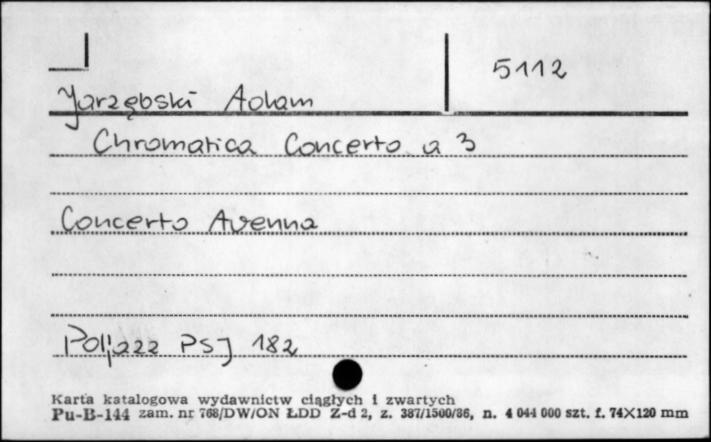 5112
Jarzębski Adam
Chromatica Concerto a 3
Concerto Avenna
Poljazz PSJ 182
Karta katalogowa wydawnictw ciągłych i zwartych
Pu-B-144 zam. nr 768/DW/ON ŁDD Z-d 2, z. 387/1500/86, n. 4 044 000 szt. f. 74X120 mm